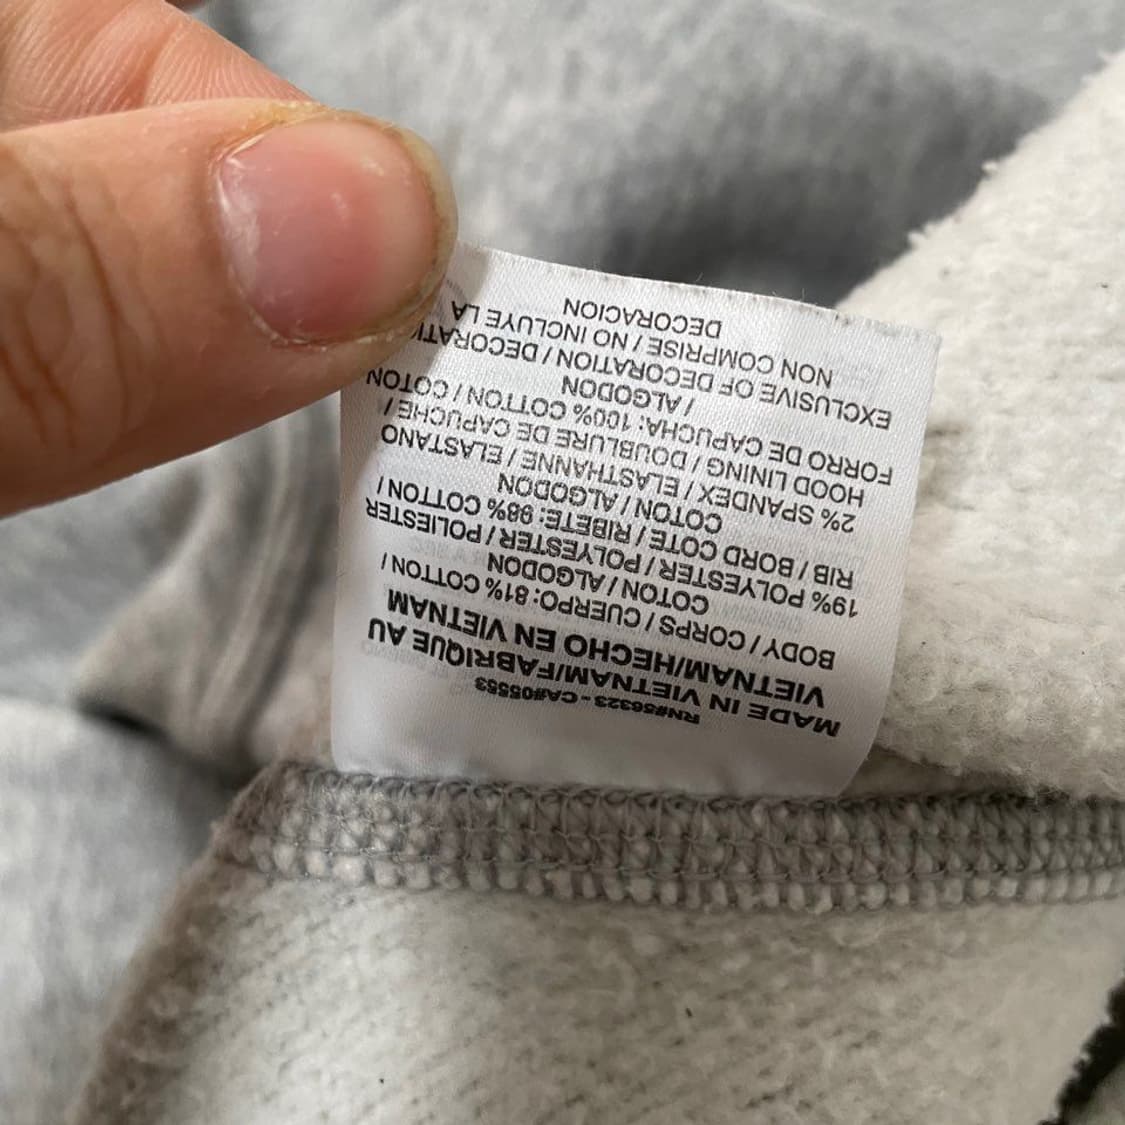 RN#56323 - CA#05553
MADE IN VIETNAM/FABRIQUE AU
VIETNAM/HECHO EN VIETNAM
BODY / CORPS / CUERPO: 81% COTTON /
COTON / ALGODON
19% POLYESTER / POLYESTER / POLIESTER
RIB / BORD COTE / RIBETE: 98% COTTON /
COTON / ALGODON
2% SPANDEX / ELASTHANNE / ELASTANO
HOOD LINING / DOUBLURE DE CAPUCHE /
FORRO DE CAPUCHA: 100% COTTON / COTON
/ ALGODON
EXCLUSIVE OF DECORATION / DECORATI
NON COMPRISE / NO INCLUYE LA
DECORACION